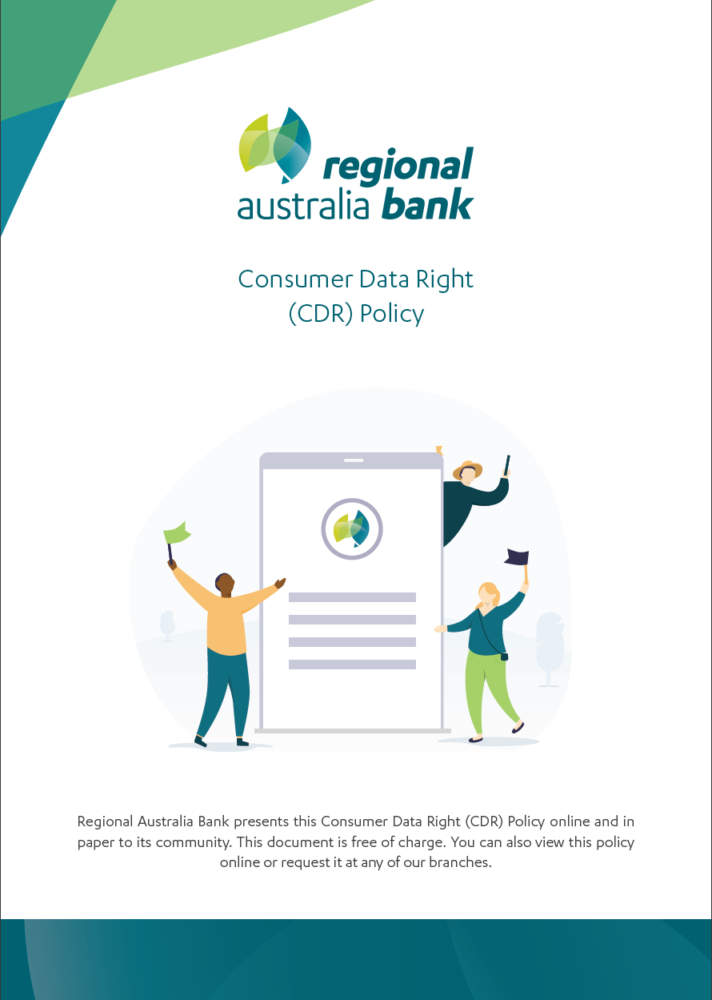 regional
australia bank
Consumer Data Right
(CDR) Policy
Regional Australia Bank presents this Consumer Data Right (CDR) Policy online and in
paper to its community. This document is free of charge. You can also view this policy
online or request it at any of our branches.